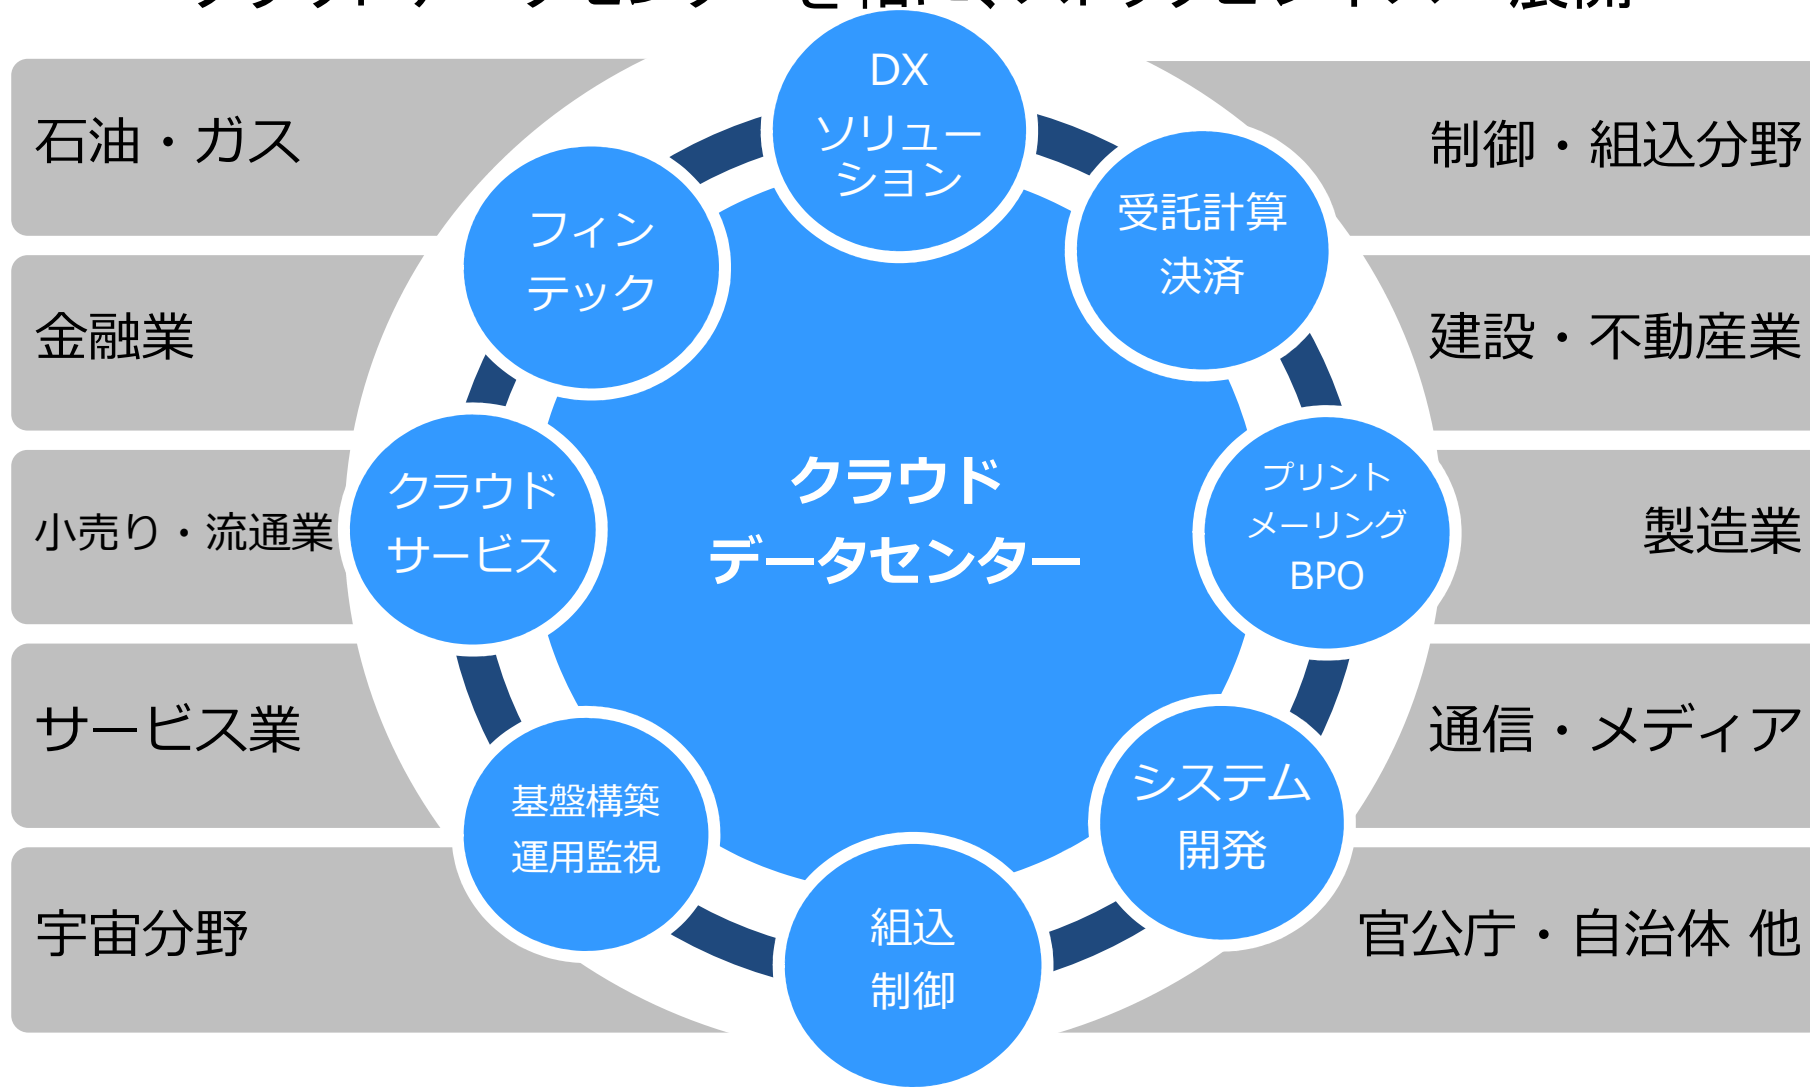 石油・ガス
金融業
小売り・流通業
サービス業
宇宙分野
DX
ソリュー
ション
フィン
テック
受託計算
決済
クラウド
サービス
クラウド
データセンター
プリント
メーリング
BPO
基盤構築
運用監視
システム
開発
組込
制御
制御・組込分野
建設・不動産業
製造業
通信・メディア
官公庁・自治体 他